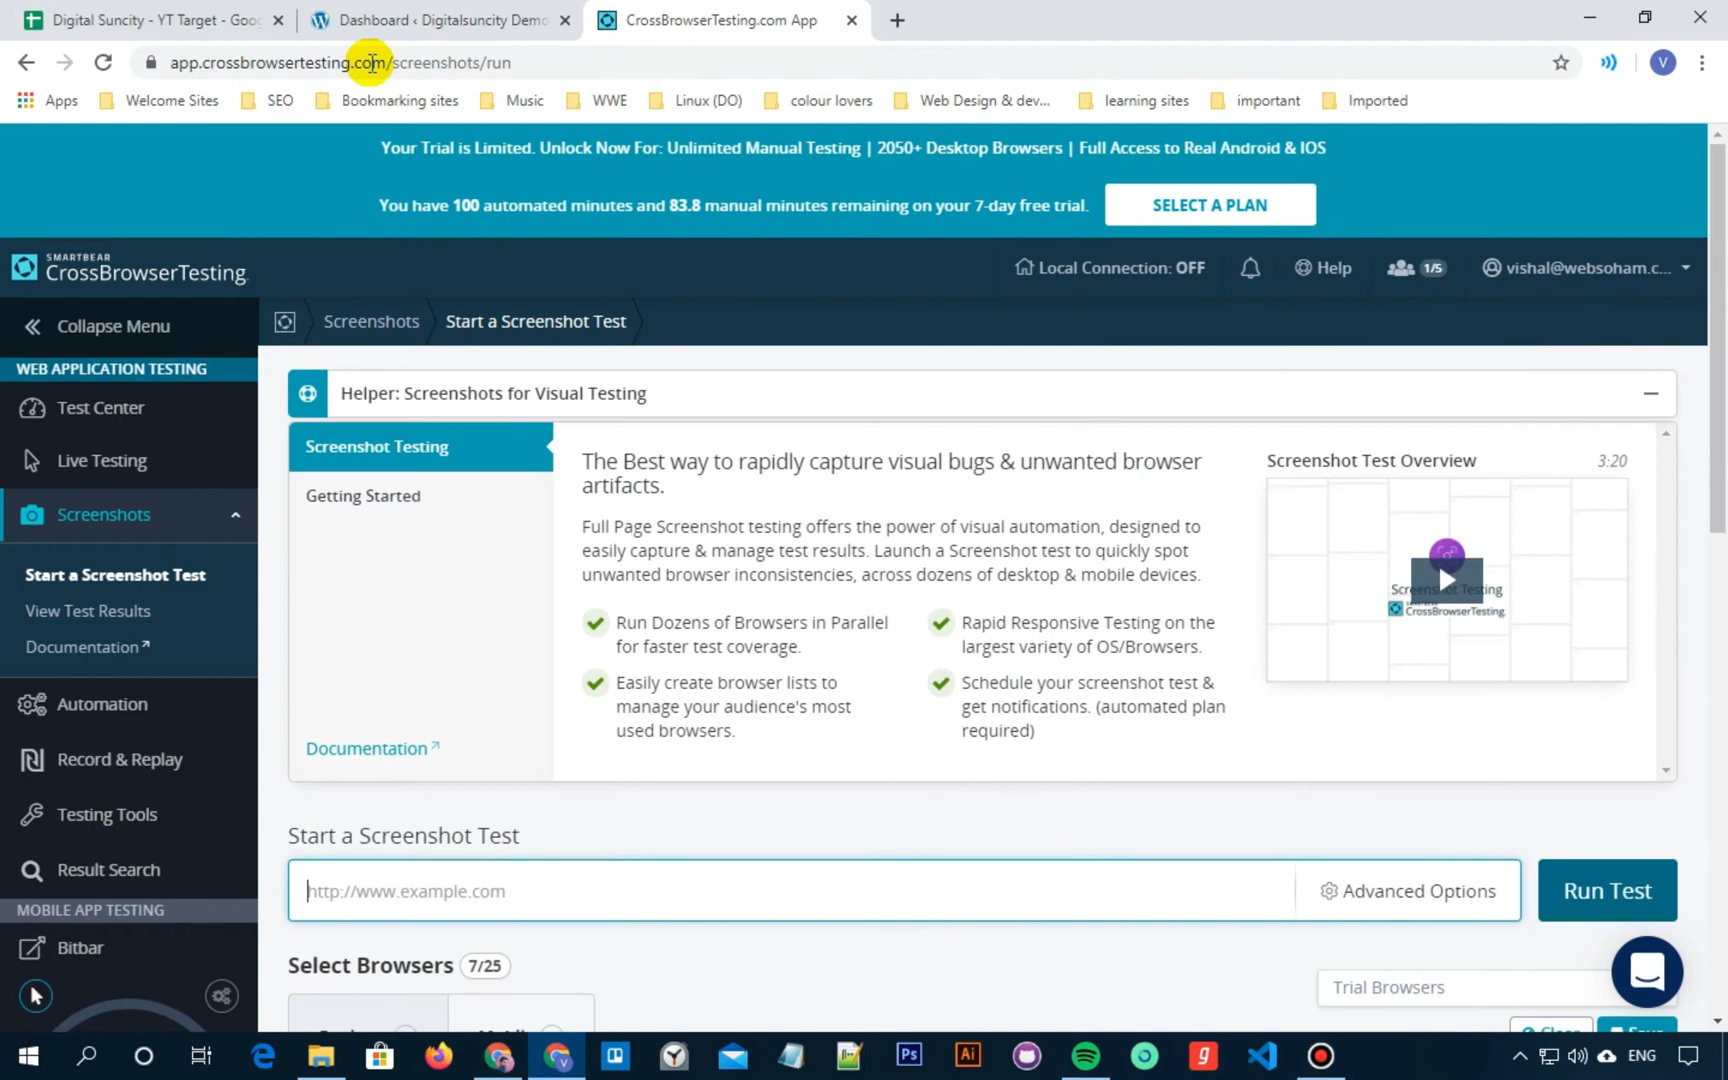 Digital Suncity - YT Target - Goog
Dashboard ‹ Digitalsuncity Demo
CrossBrowserTesting.com App
app.crossbrowsertesting.com/screenshots/run
V
Apps
Welcome Sites
SEO
Bookmarking sites
Music
WWE
Linux (DO)
colour lovers
Web Design & dev...
learning sites
important
Imported
Your Trial is Limited. Unlock Now For: Unlimited Manual Testing | 2050+ Desktop Browsers | Full Access to Real Android & IOS
You have 100 automated minutes and 83.8 manual minutes remaining on your 7-day free trial.
SELECT A PLAN
SMARTBEAR
CrossBrowserTesting
Local Connection: OFF
Help
1/5
vishal@websoham.c...
Collapse Menu
Screenshots
Start a Screenshot Test
WEB APPLICATION TESTING
Test Center
Live Testing
Screenshots
Start a Screenshot Test
View Test Results
Documentation
Automation
Record & Replay
Testing Tools
Result Search
MOBILE APP TESTING
Bitbar
Helper: Screenshots for Visual Testing
Screenshot Testing
Getting Started
Documentation
The Best way to rapidly capture visual bugs & unwanted browser
artifacts.
Full Page Screenshot testing offers the power of visual automation, designed to
easily capture & manage test results. Launch a Screenshot test to quickly spot
unwanted browser inconsistencies, across dozens of desktop & mobile devices.
Run Dozens of Browsers in Parallel
for faster test coverage.
Easily create browser lists to
manage your audience's most
used browsers.
Rapid Responsive Testing on the
largest variety of OS/Browsers.
Schedule your screenshot test &
get notifications. (automated plan
required)
Screenshot Test Overview
3:20
Screenshot Testing
CrossBrowserTesting
Start a Screenshot Test
http://www.example.com
Advanced Options
Run Test
Select Browsers
7/25
Trial Browsers
Clear
Save
Ps
Ai
g
ENG